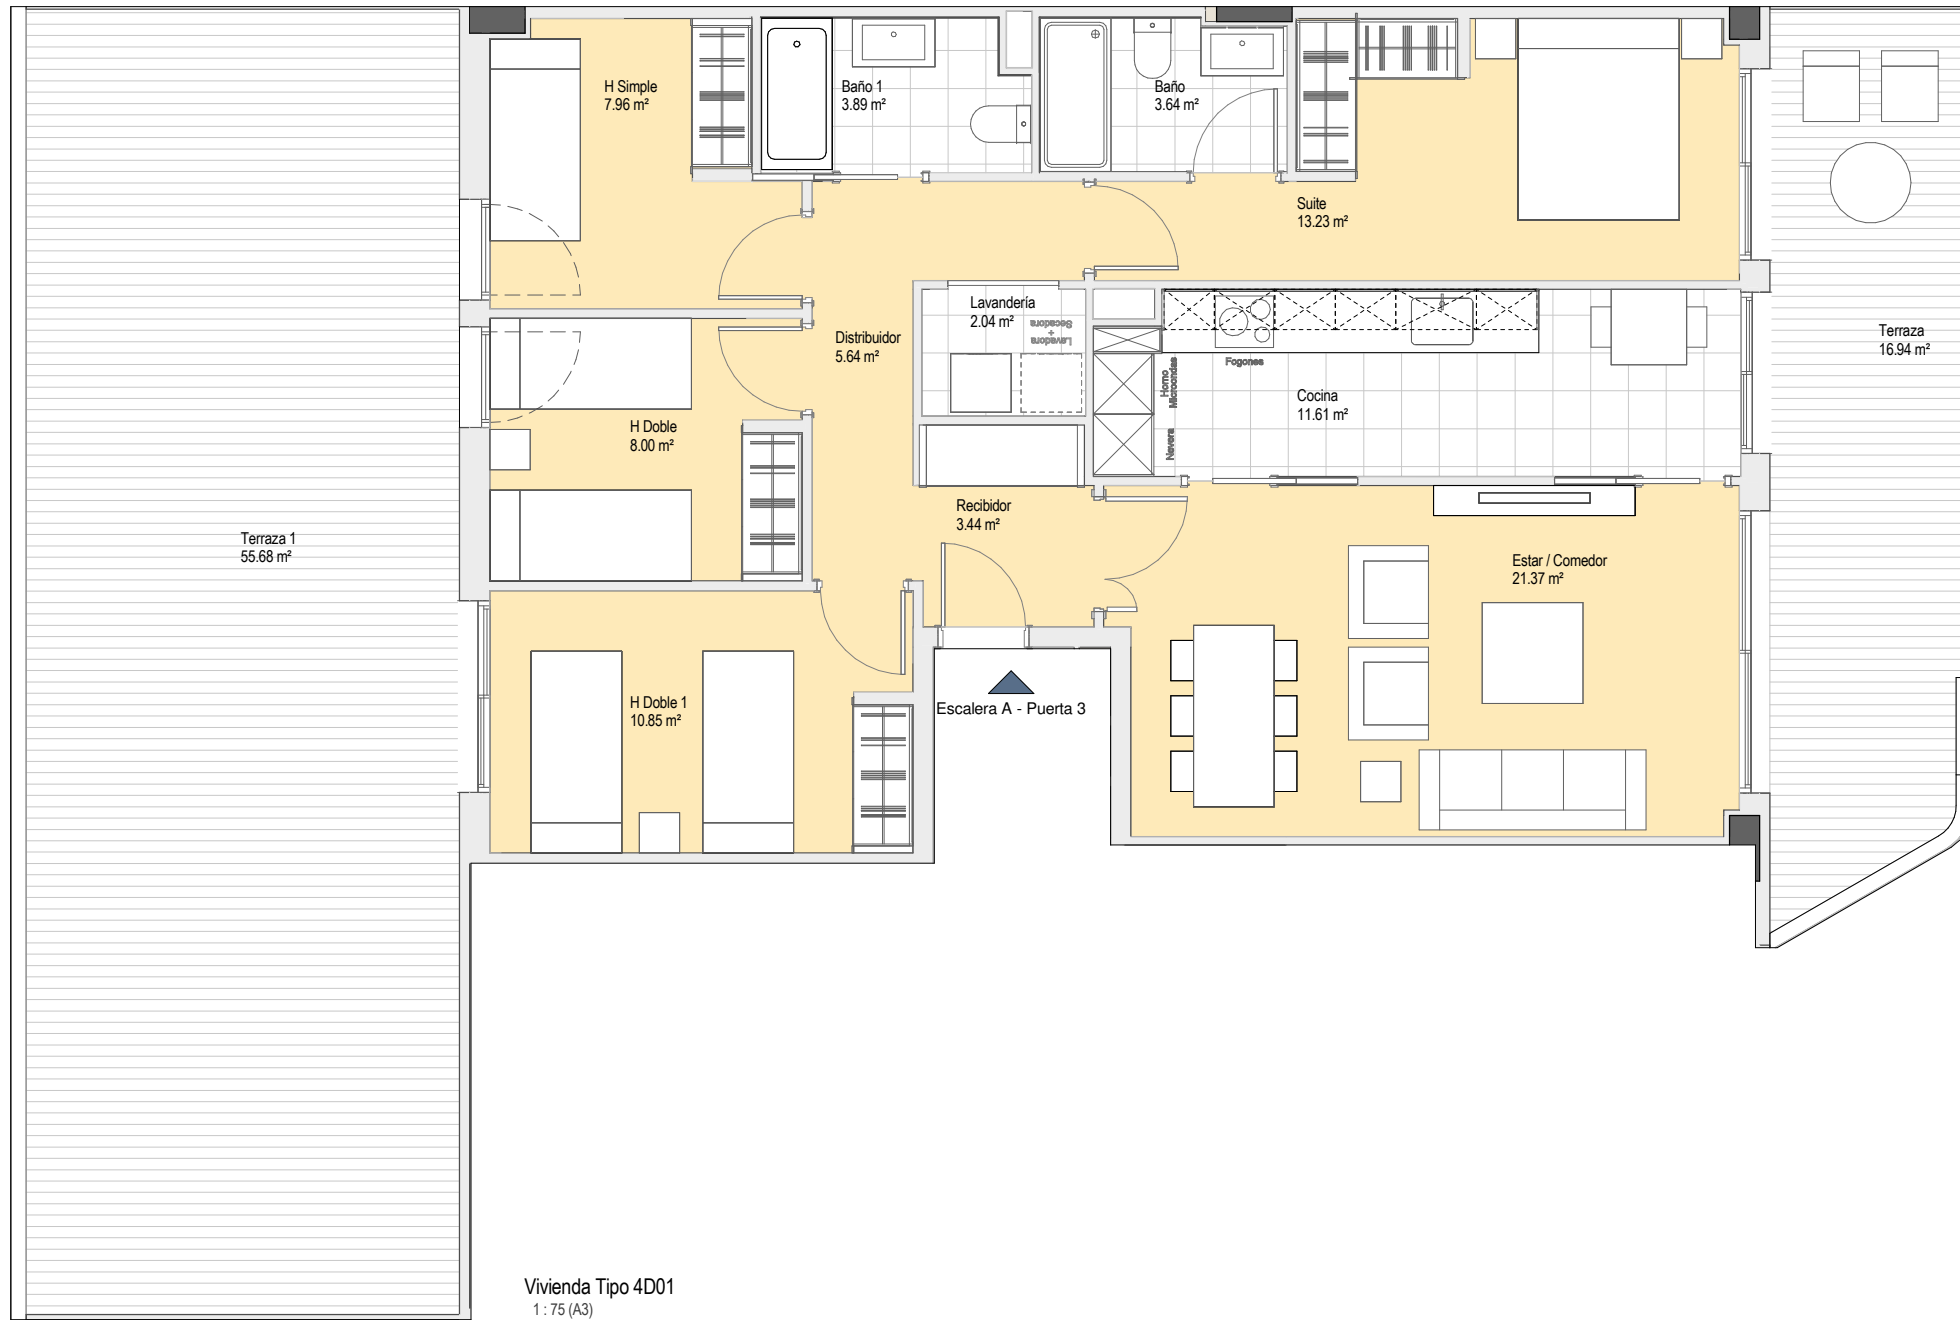 H Simple
7.96 m²
Baño 1
3.89 m²
Baño
3.64 m²
Suite
13.23 m²
Lavandería
2.04 m²
Lavadora
+
Secadora
Distribuidor
5.64 m²
Terraza
16.94 m²
Fogones
Horno
Microondas
Nevera
Cocina
11.61 m²
H Doble
8.00 m²
Recibidor
3.44 m²
Terraza 1
55.68 m²
Estar / Comedor
21.37 m²
H Doble 1
10.85 m²
Escalera A - Puerta 3
Vivienda Tipo 4D01
1 : 75 (A3)